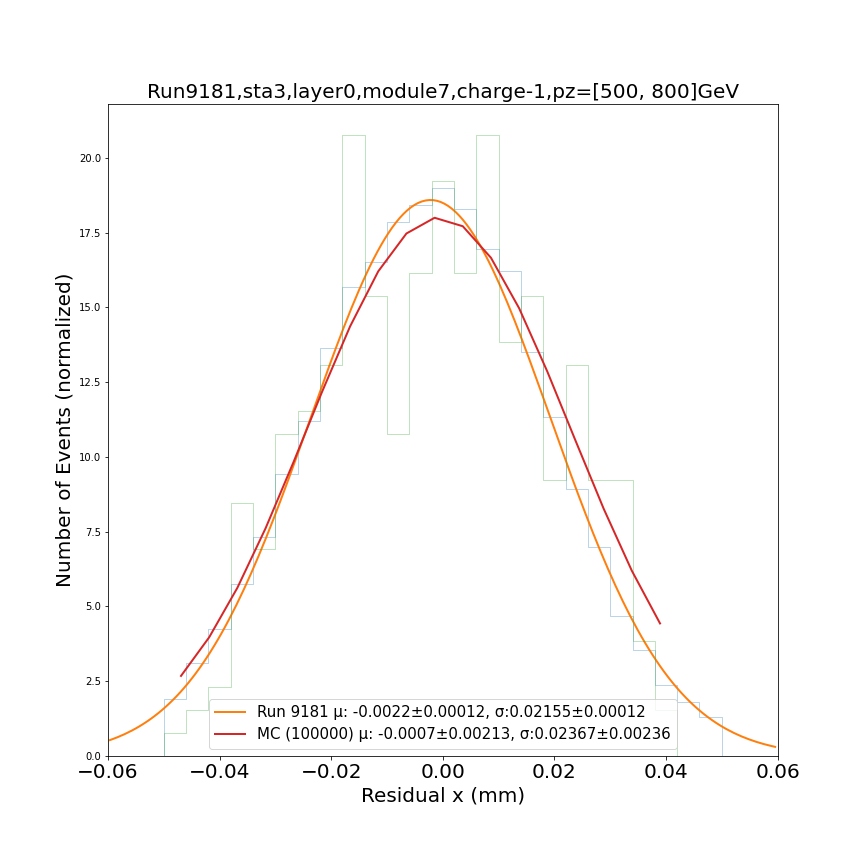 Run9181,sta3,layer0,module7,charge-1,pz=[500, 800]GeV
Number of Events (normalized)
20.0
17.5
15.0
12.5
10.0
7.5
5.0
2.5
0.0
Run 9181 μ: -0.0022±0.00012, σ:0.02155±0.00012
MC (100000) μ: -0.0007±0.00213, σ:0.02367±0.00236
−0.06 −0.04 −0.02 0.00 0.02 0.04 0.06
Residual x (mm)